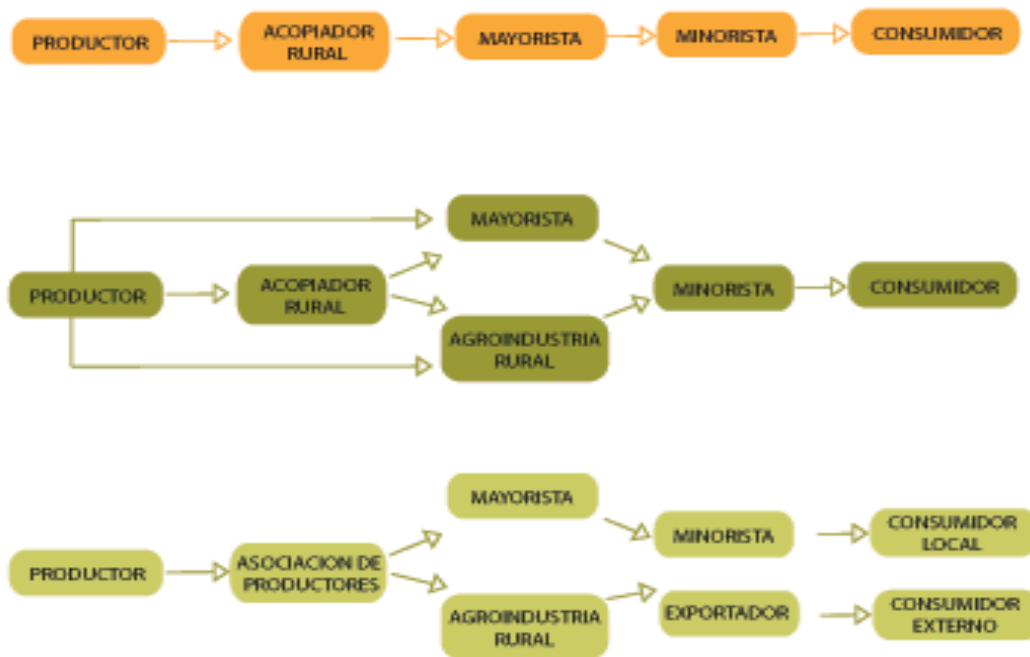 PRODUCTOR
ACOPIADOR
RURAL
MAYORISTA
MINORISTA
CONSUMIDOR
MAYORISTA
PRODUCTOR
ACOPIADOR
RURAL
MINORISTA
CONSUMIDOR
AGROINDUSTRIA
RURAL
MAYORISTA
MINORISTA
CONSUMIDOR
LOCAL
PRODUCTOR
ASOCIACION DE
PRODUCTORES
AGROINDUSTRIA
RURAL
EXPORTADOR
CONSUMIDOR
EXTERNO